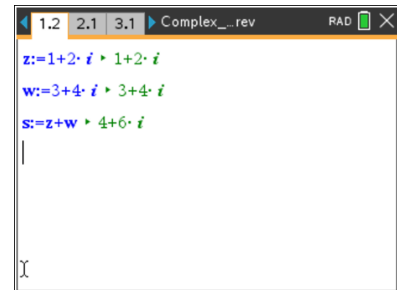 1.2 2.1 3.1 Complex_...rev RAD
z:=1+2· i ▸ 1+2· i
w:=3+4· i ▸ 3+4· i
s:=z+w ▸ 4+6· i